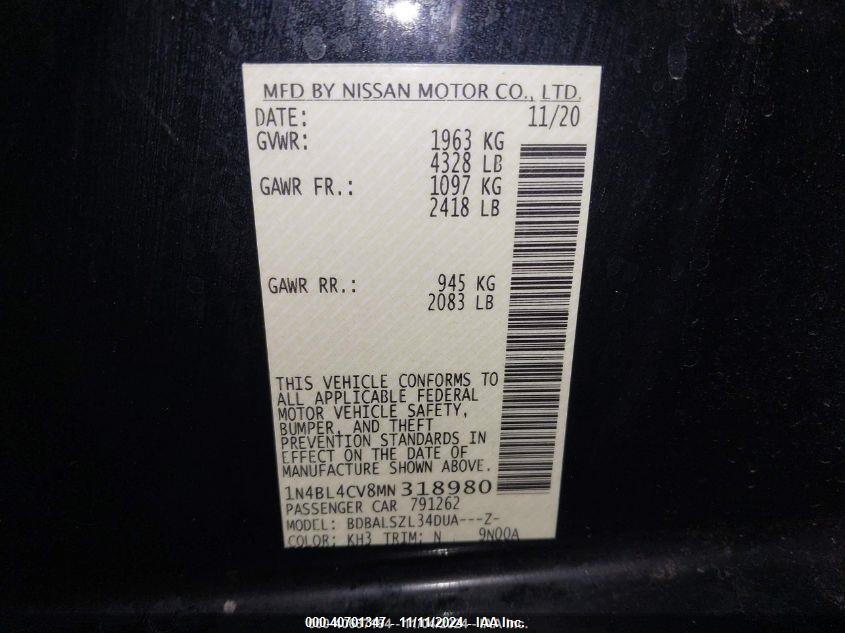 MFD BY NISSAN MOTOR CO., LTD.
DATE: 11/20
GVWR: 1963 KG
4328 LB
GAWR FR.: 1097 KG
2418 LB
GAWR RR.: 945 KG
2083 LB
THIS VEHICLE CONFORMS TO
ALL APPLICABLE FEDERAL
MOTOR VEHICLE SAFETY,
BUMPER, AND THEFT
PREVENTION STANDARDS IN
EFFECT ON THE DATE OF
MANUFACTURE SHOWN ABOVE.
1N4BL4CV8MN318980
PASSENGER CAR 791262
MODEL: BDBALSZL34DUA---Z-
COLOR: KH3 TRIM: N 9N00A
000-40701347 - 11/11/2024 - IAA Inc.